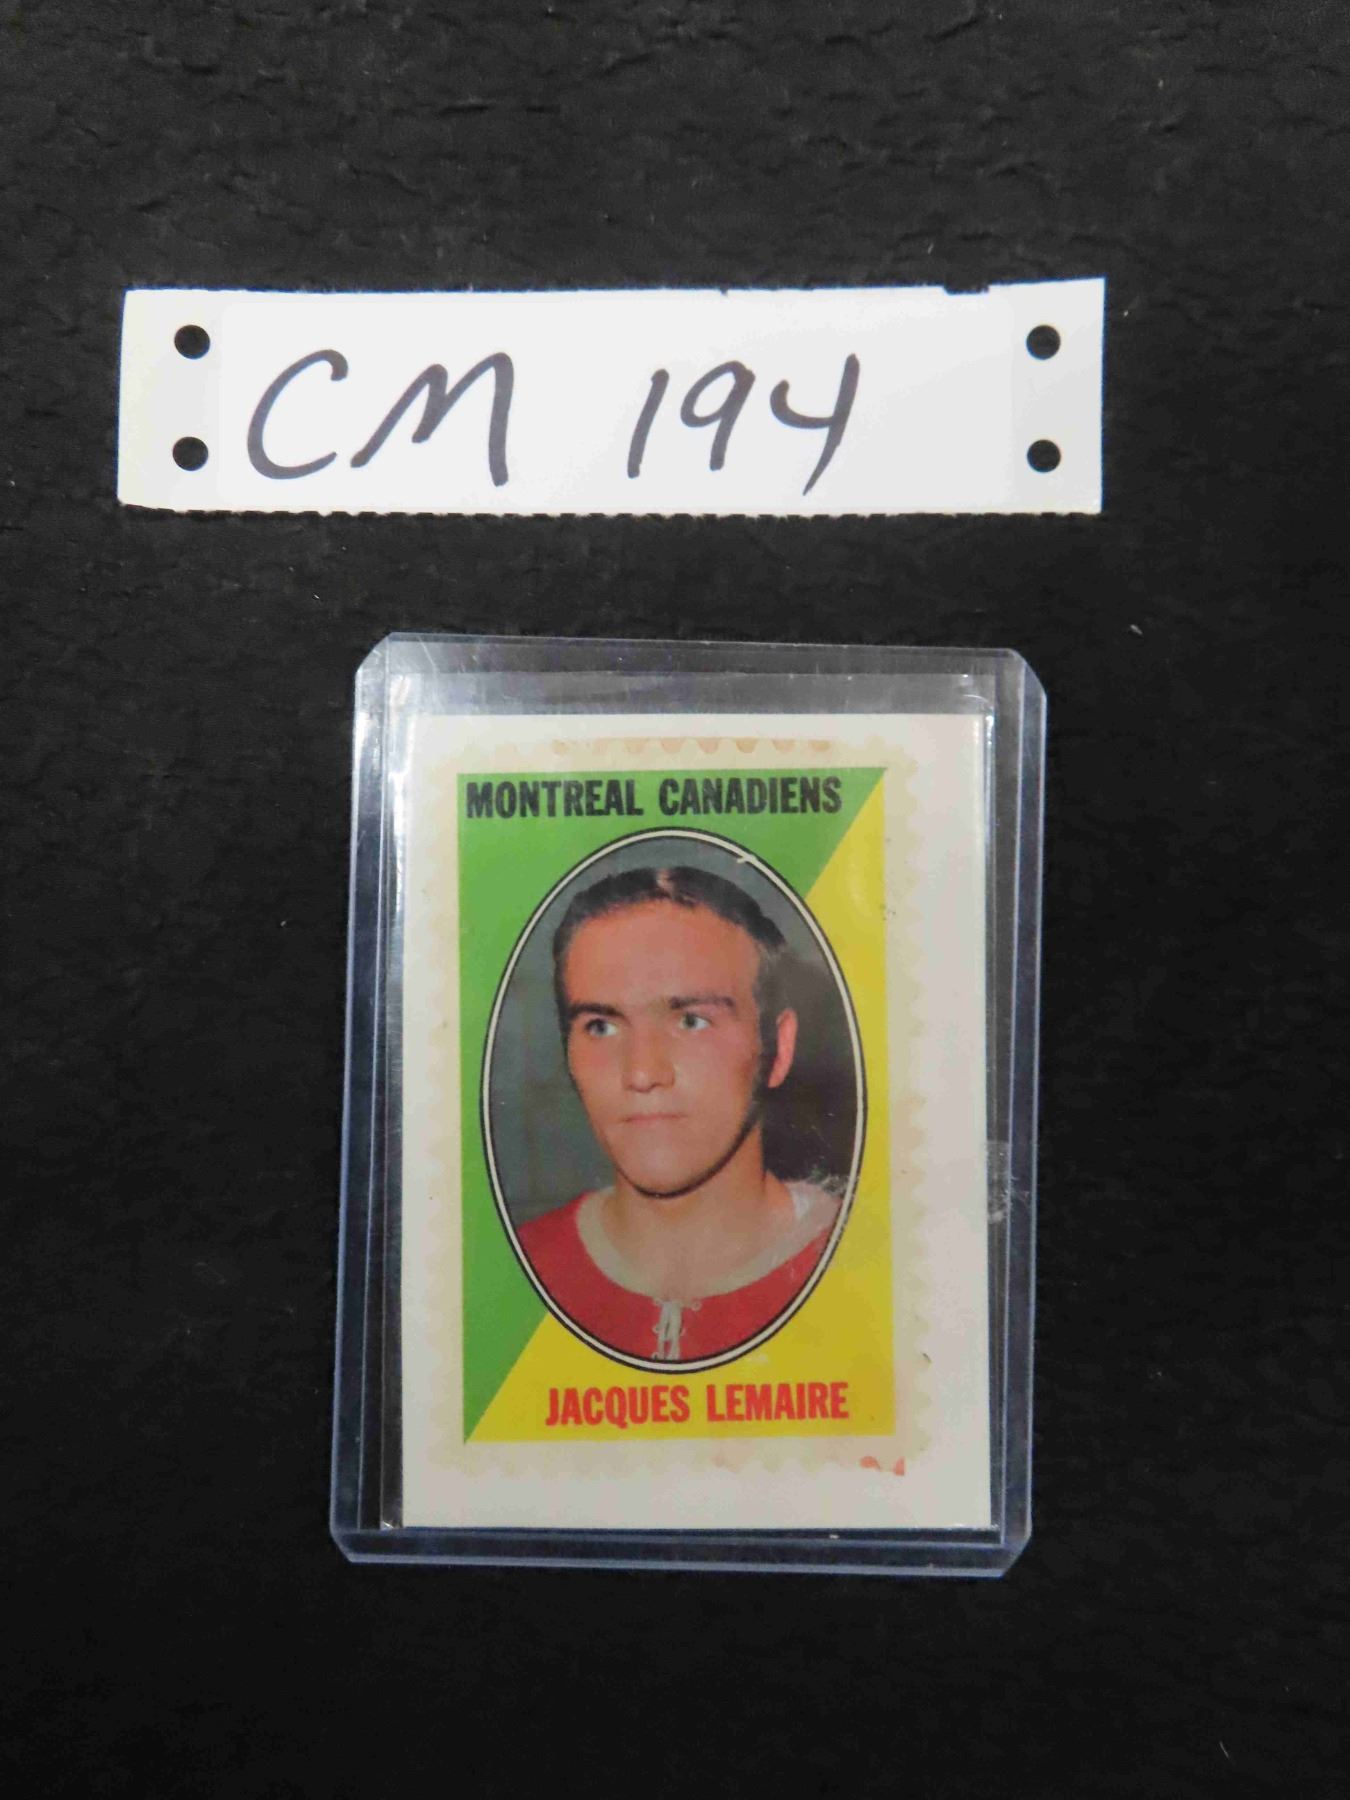 CM 194
MONTREAL CANADIENS
JACQUES LEMAIRE